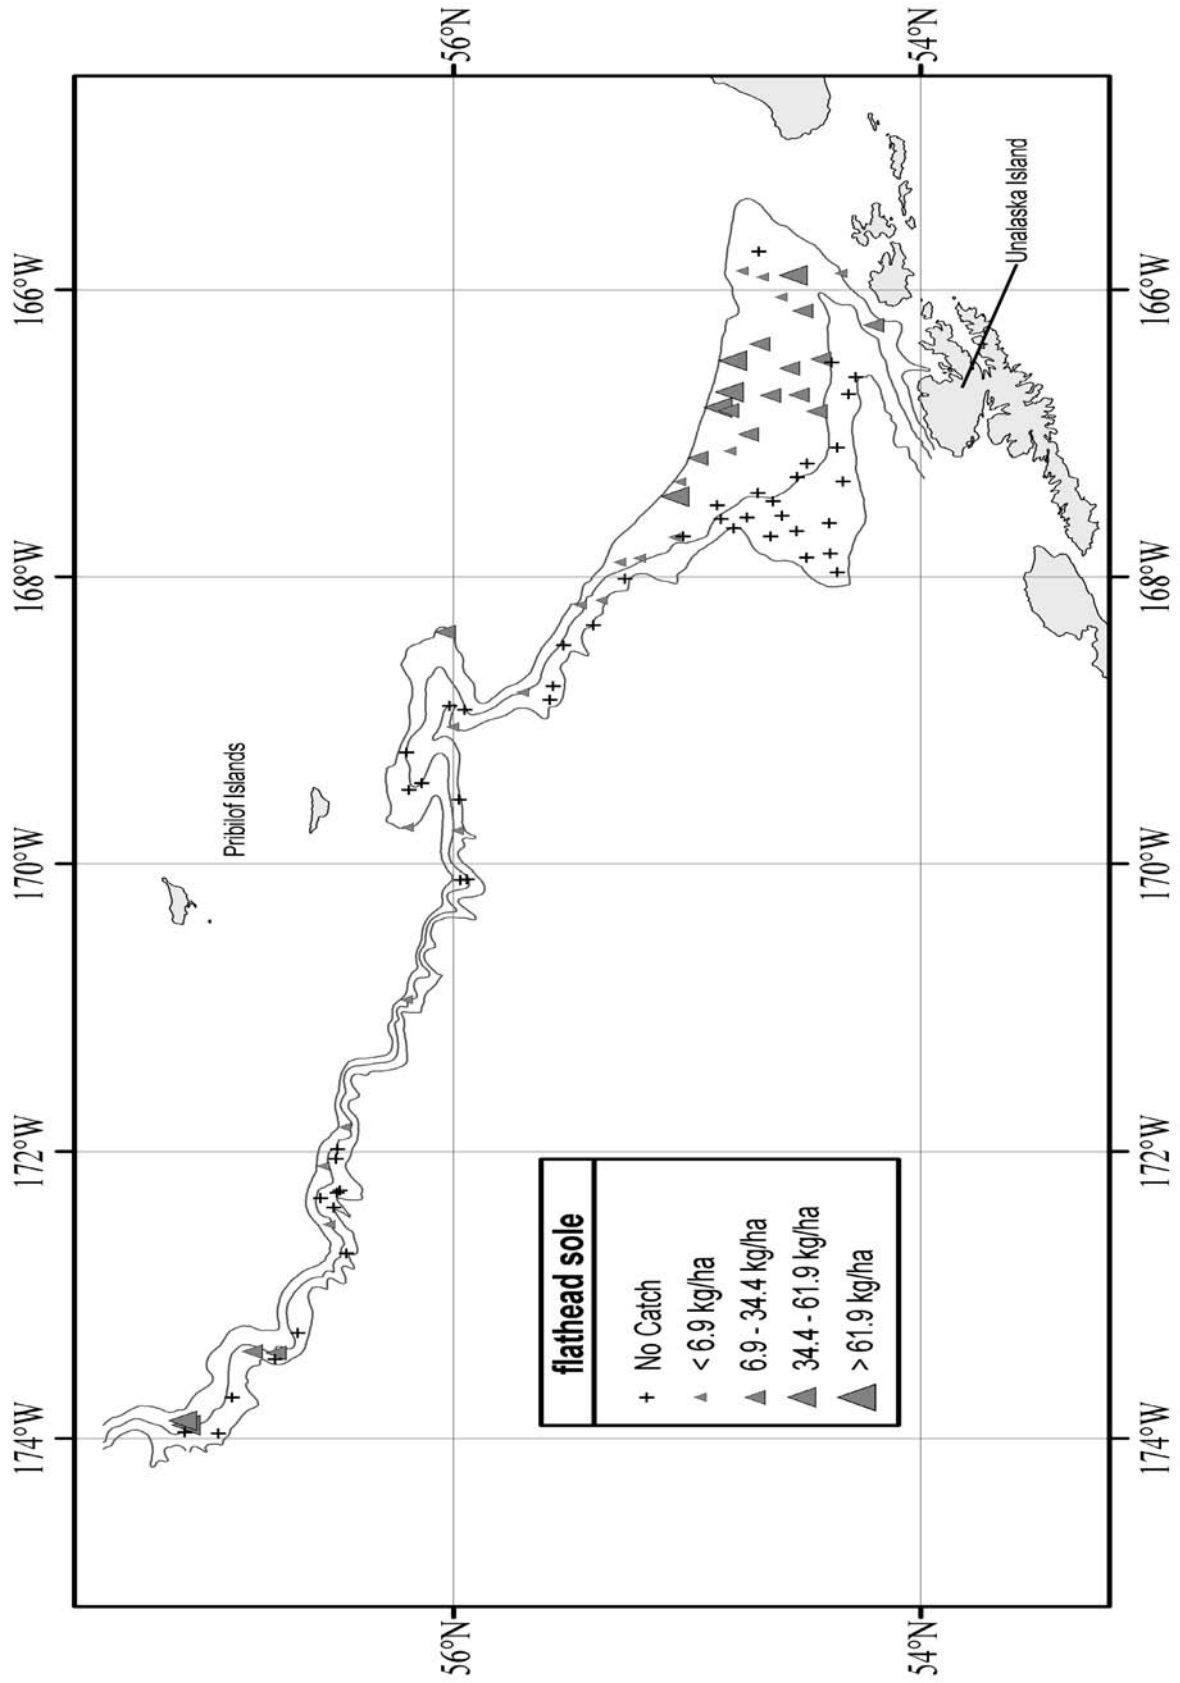 174°W
172°W
170°W
168°W
166°W
56°N
56°N
54°N
54°N
Pribilof Islands
Unalaska Island
flathead sole
No Catch
< 6.9 kg/ha
6.9 - 34.4 kg/ha
34.4 - 61.9 kg/ha
> 61.9 kg/ha
174°W
172°W
170°W
168°W
166°W